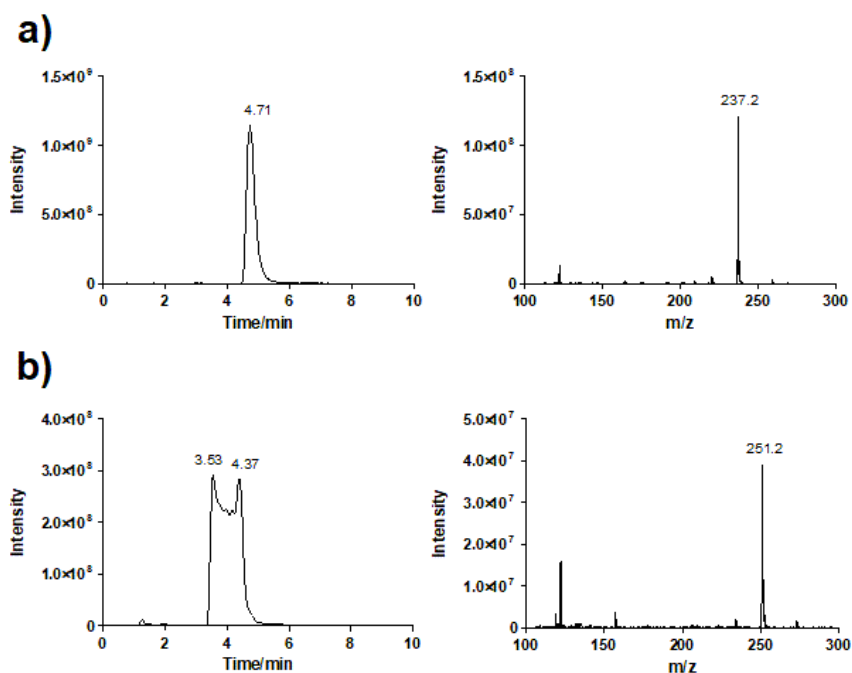 a)
1.5×10⁹
1.0×10⁹
5.0×10⁸
0
Intensity
4.71
0 2 4 6 8 10
Time/min
1.5×10⁸
1.0×10⁸
5.0×10⁷
0
Intensity
237.2
100 150 200 250 300
m/z
b)
4.0×10⁸
3.0×10⁸
2.0×10⁸
1.0×10⁸
0
Intensity
3.53 4.37
0 2 4 6 8 10
Time/min
5.0×10⁷
4.0×10⁷
3.0×10⁷
2.0×10⁷
1.0×10⁷
0
Intensity
251.2
100 150 200 250 300
m/z